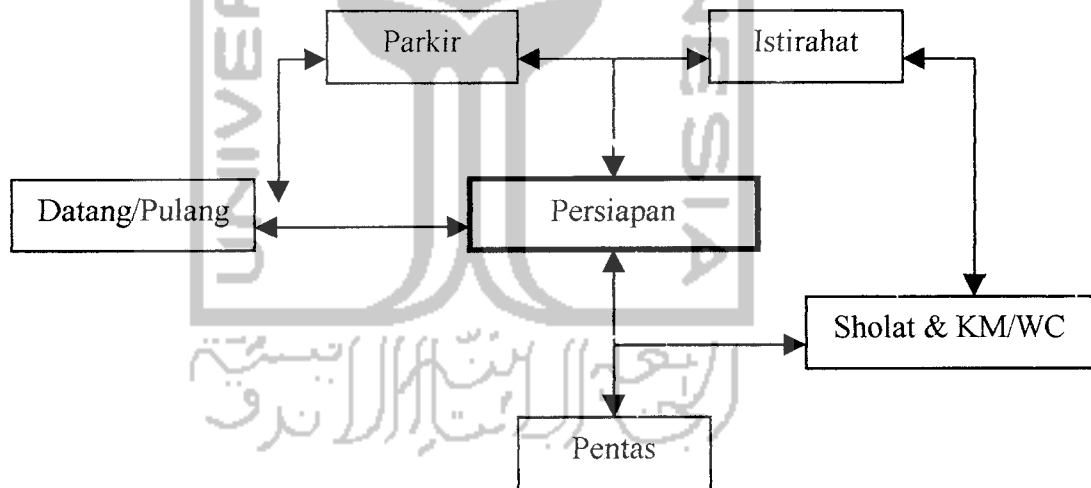 Parkir
Istirahat
Datang/Pulang
Persiapan
Sholat & KM/WC
Pentas